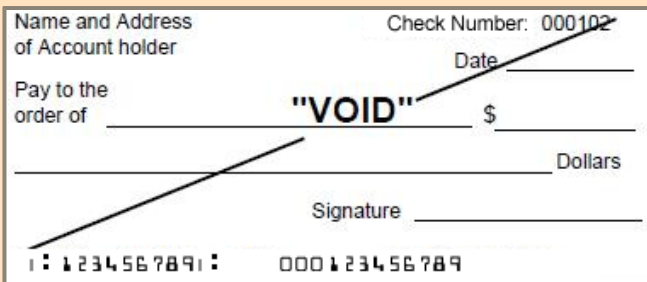 Name and Address
of Account holder
Check Number: 000102
Date
Pay to the
order of
"VOID"
$
Dollars
Signature
⑆123456789⑆ 000123456789